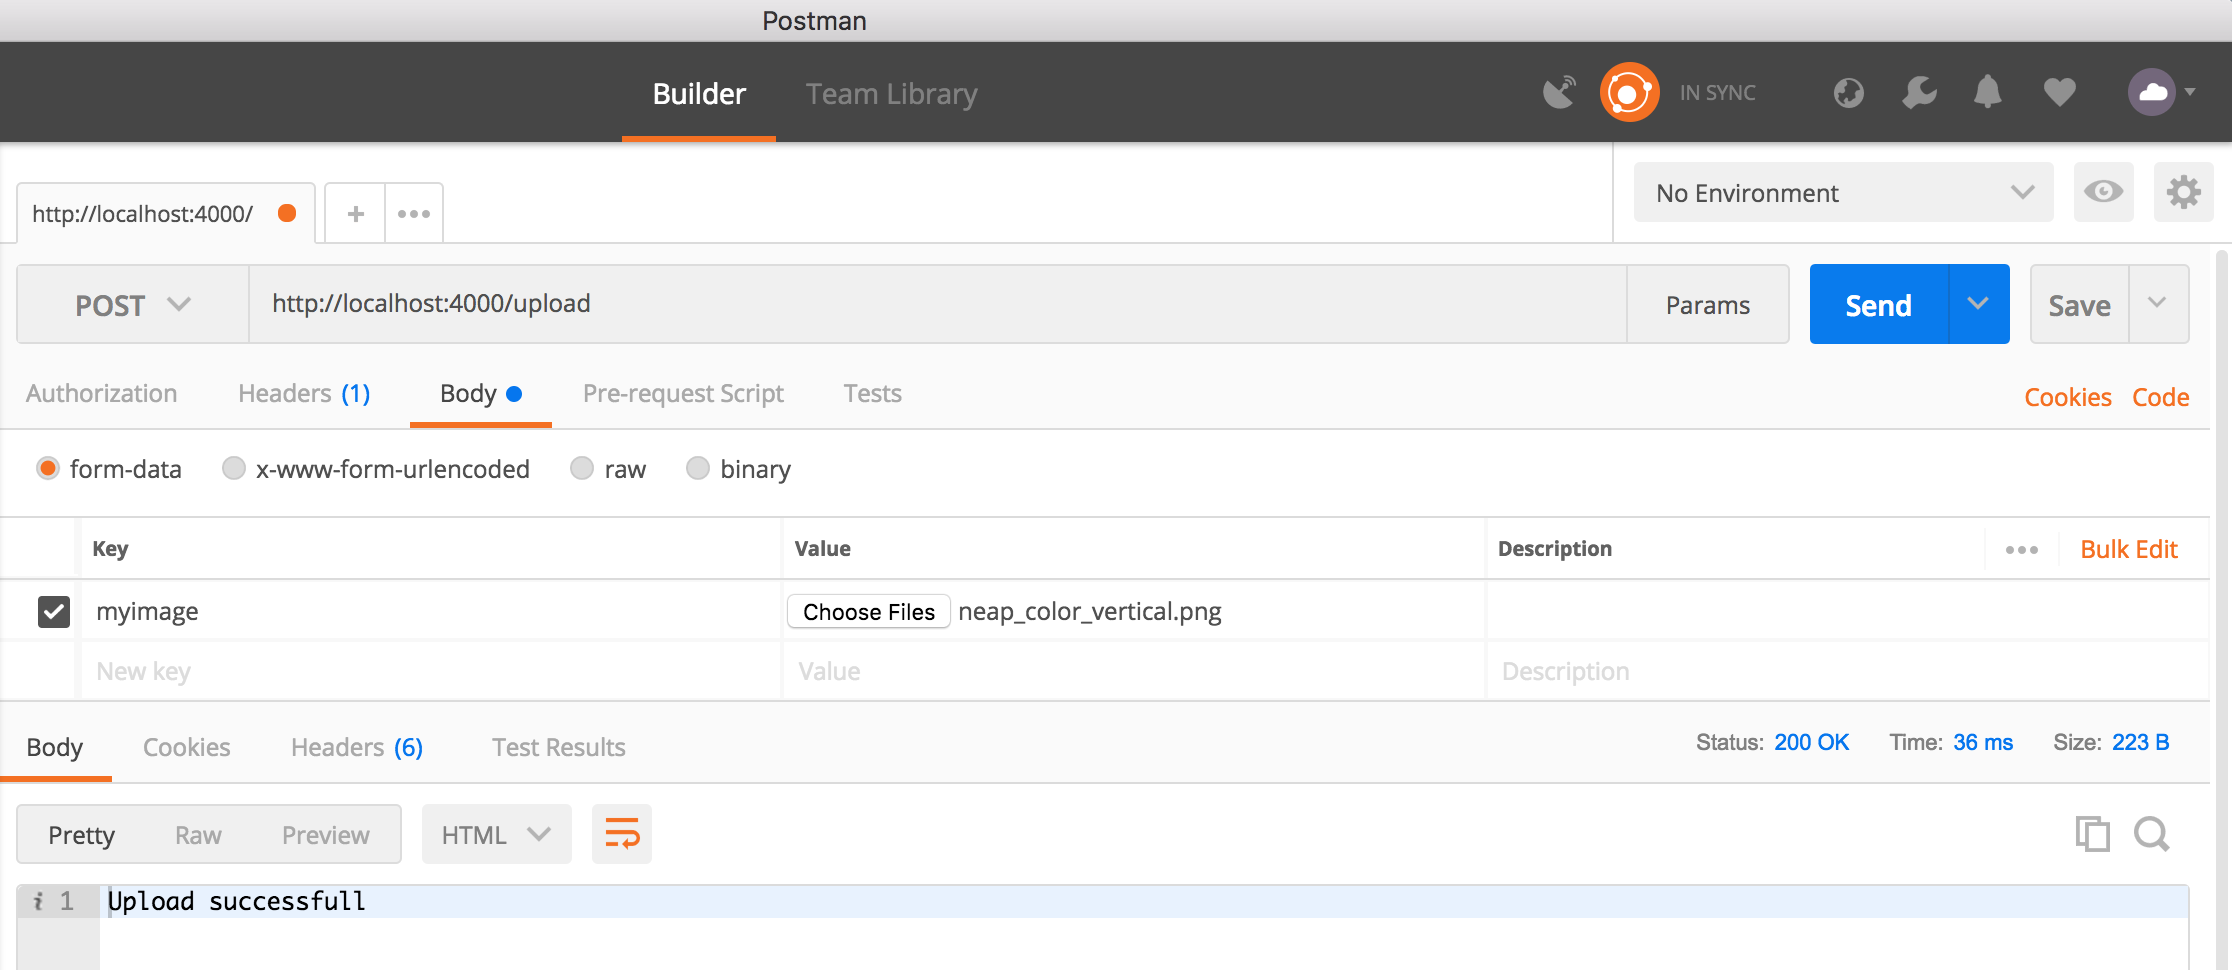 Postman
Builder Team Library IN SYNC
http://localhost:4000/ No Environment
POST http://localhost:4000/upload Params Send Save
Authorization Headers (1) Body Pre-request Script Tests Cookies Code
form-data x-www-form-urlencoded raw binary
Key Value Description Bulk Edit
myimage Choose Files neap_color_vertical.png
New key Value Description
Body Cookies Headers (6) Test Results Status: 200 OK Time: 36 ms Size: 223 B
Pretty Raw Preview HTML
i 1 Upload successfull